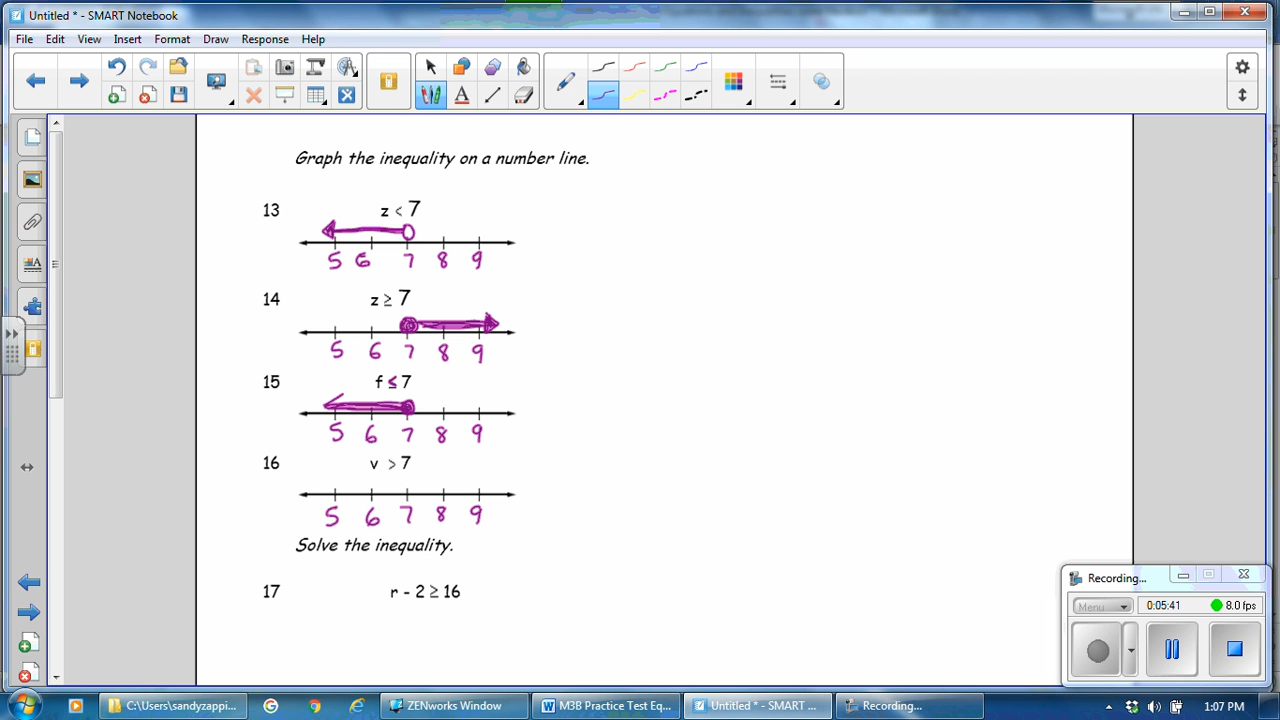 Untitled * - SMART Notebook
File Edit View Insert Format Draw Response Help
Graph the inequality on a number line.
13 z < 7
5 6 7 8 9
14 z ≥ 7
5 6 7 8 9
15 f ≤ 7
5 6 7 8 9
16 v > 7
5 6 7 8 9
Solve the inequality.
17 r - 2 ≥ 16
Recording...
Menu 0:05:41 8.0 fps
C:\Users\sandyzappi... ZENworks Window M3B Practice Test Eq... Untitled * - SMART ... Recording... 1:07 PM